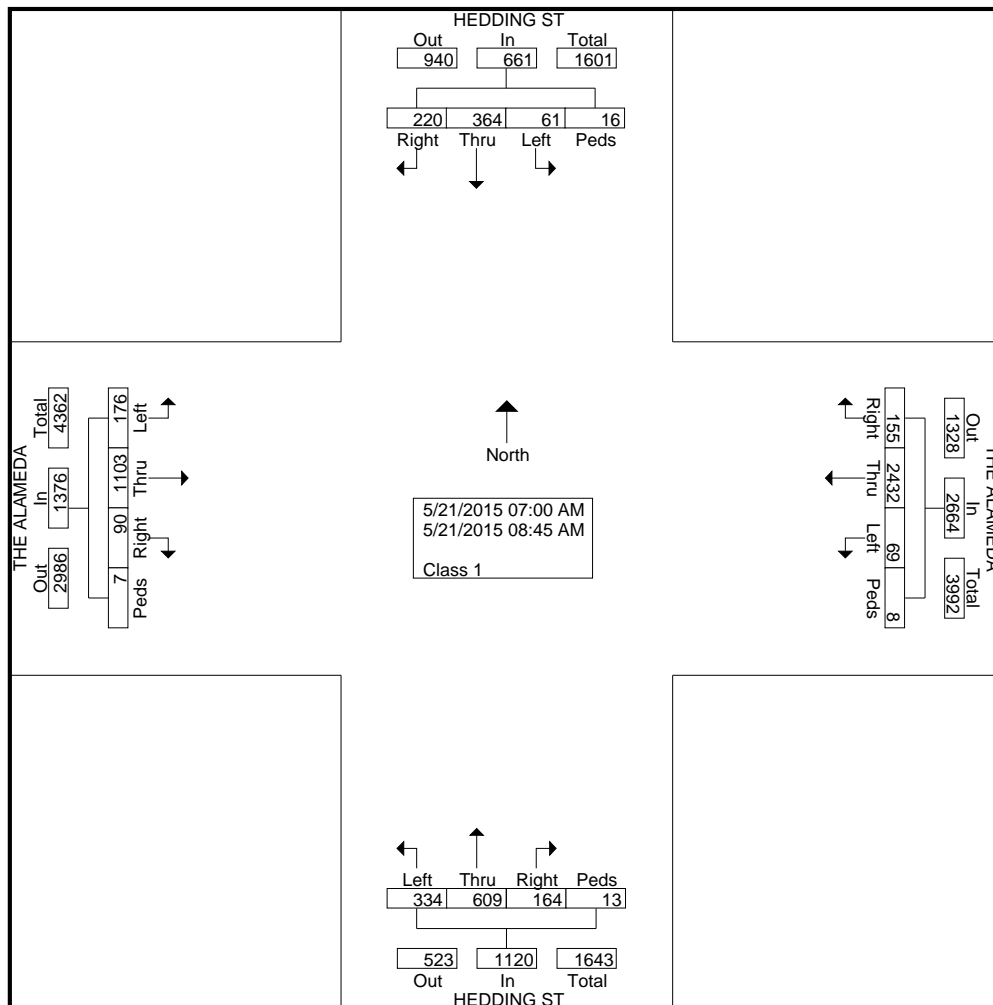 HEDDING ST
Out In Total
940 661 1601
220 364 61 16
Right Thru Left Peds
THE ALAMEDA
Total In Out
4362 1376 2986
176 1103 90 7
Left Thru Right Peds
North
5/21/2015 07:00 AM
5/21/2015 08:45 AM
Class 1
Right Thru Left Peds
155 2432 69 8
Out In Total
1328 2664 3992
THE ALAMEDA
Left Thru Right Peds
334 609 164 13
523 1120 1643
Out In Total
HEDDING ST